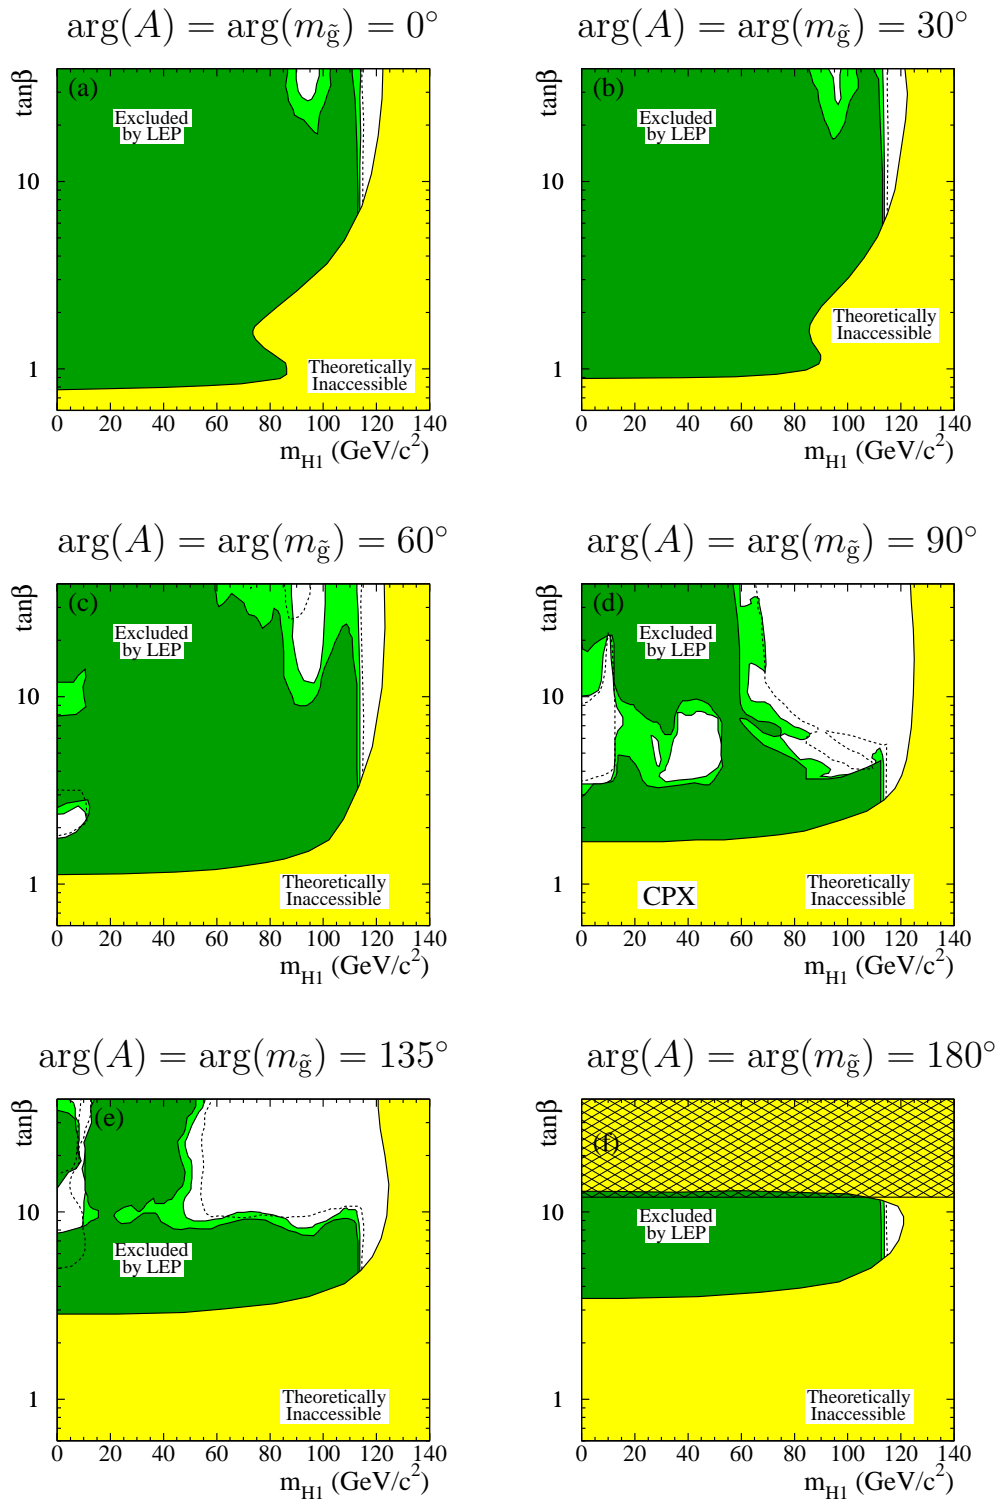 arg(A) = arg(m_g̃) = 0°
tanβ
(a)
Excluded
by LEP
Theoretically
Inaccessible
10
1
0 20 40 60 80 100 120 140
m_H1 (GeV/c²)
arg(A) = arg(m_g̃) = 30°
tanβ
(b)
Excluded
by LEP
Theoretically
Inaccessible
10
1
0 20 40 60 80 100 120 140
m_H1 (GeV/c²)
arg(A) = arg(m_g̃) = 60°
tanβ
(c)
Excluded
by LEP
Theoretically
Inaccessible
10
1
0 20 40 60 80 100 120 140
m_H1 (GeV/c²)
arg(A) = arg(m_g̃) = 90°
tanβ
(d)
Excluded
by LEP
CPX
Theoretically
Inaccessible
10
1
0 20 40 60 80 100 120 140
m_H1 (GeV/c²)
arg(A) = arg(m_g̃) = 135°
tanβ
(e)
Excluded
by LEP
Theoretically
Inaccessible
10
1
0 20 40 60 80 100 120 140
m_H1 (GeV/c²)
arg(A) = arg(m_g̃) = 180°
tanβ
(f)
Excluded
by LEP
Theoretically
Inaccessible
10
1
0 20 40 60 80 100 120 140
m_H1 (GeV/c²)